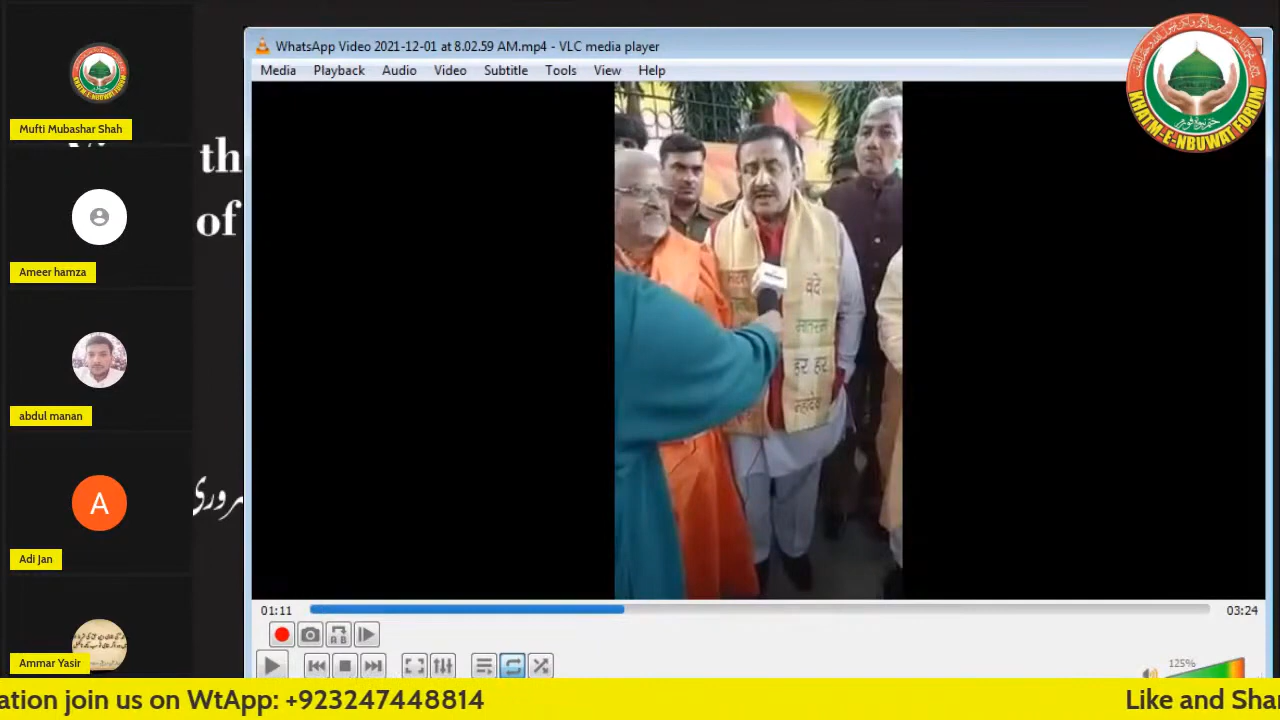 WhatsApp Video 2021-12-01 at 8.02.59 AM.mp4 - VLC media player
Media Playback Audio Video Subtitle Tools View Help
KHATM-E-NBUWAT FORUM
Mufti Mubashar Shah
th
of
Ameer hamza
abdul manan
A
Adi Jan
Ammar Yasir
वंदे
मातरम
हर हर
महादेव
01:11
03:24
125%
ation join us on WtApp: +923247448814
Like and Shar